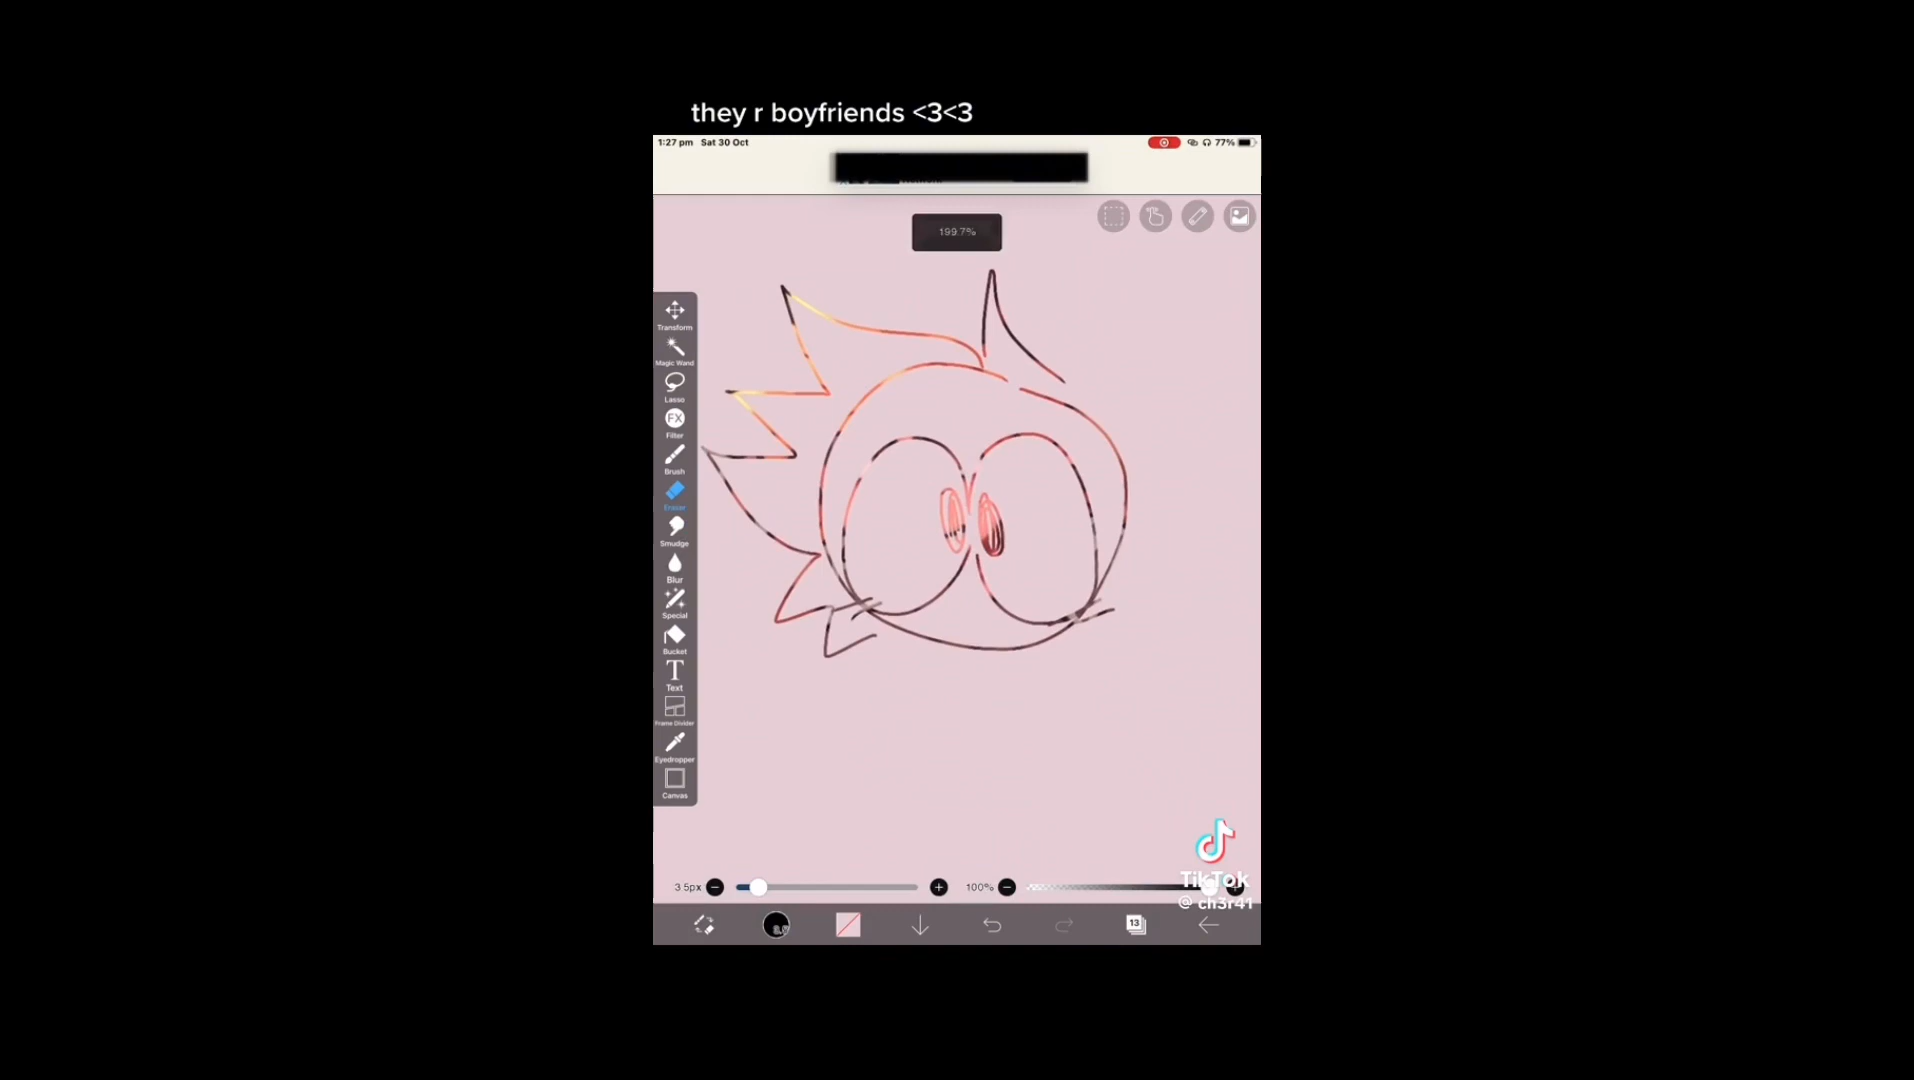 they r boyfriends <3<3
1:27 pm Sat 30 Oct
77%
199.7%
Transform
Magic Wand
Lasso
FX
Filter
Brush
Eraser
Smudge
Blur
Special
Bucket
T
Text
Frame Divider
Eyedropper
Canvas
3.5px
100%
TikTok
@ ch3r41
13